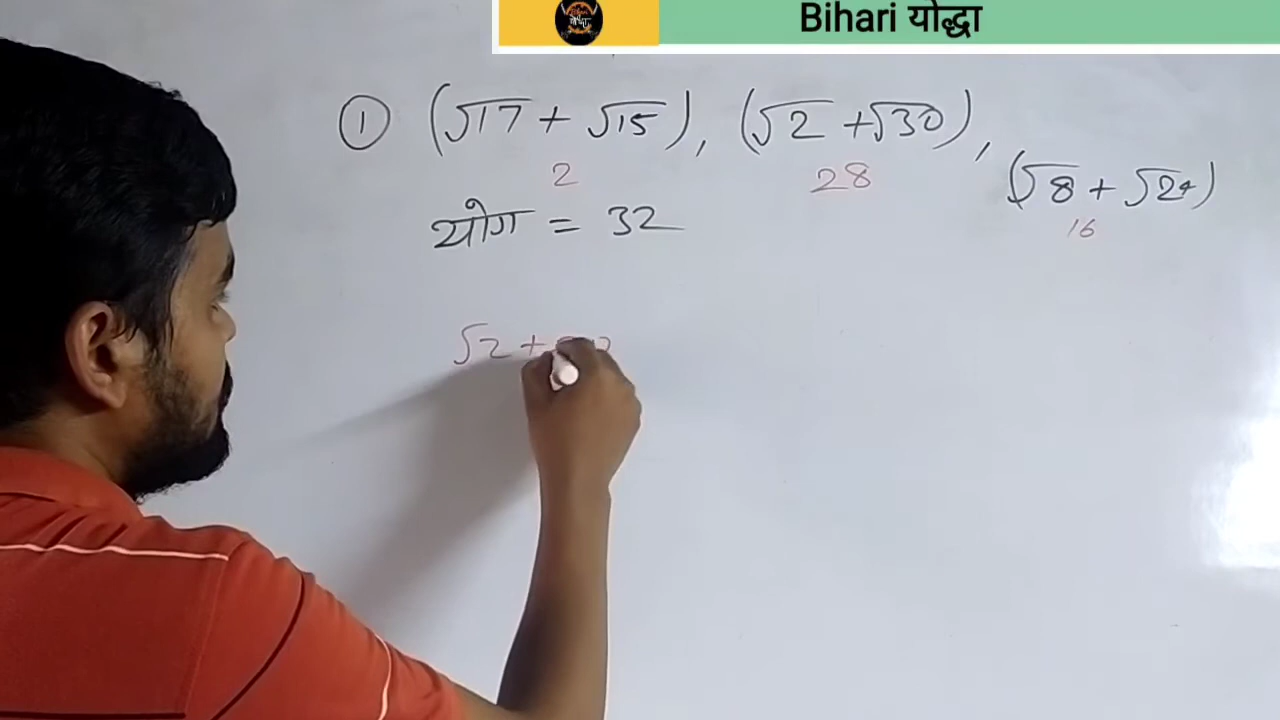 Bihari योद्धा
① (√17 + √15), (√2 + √30),
(√8 + √24)
2 28
16
योग = 32
√2 +